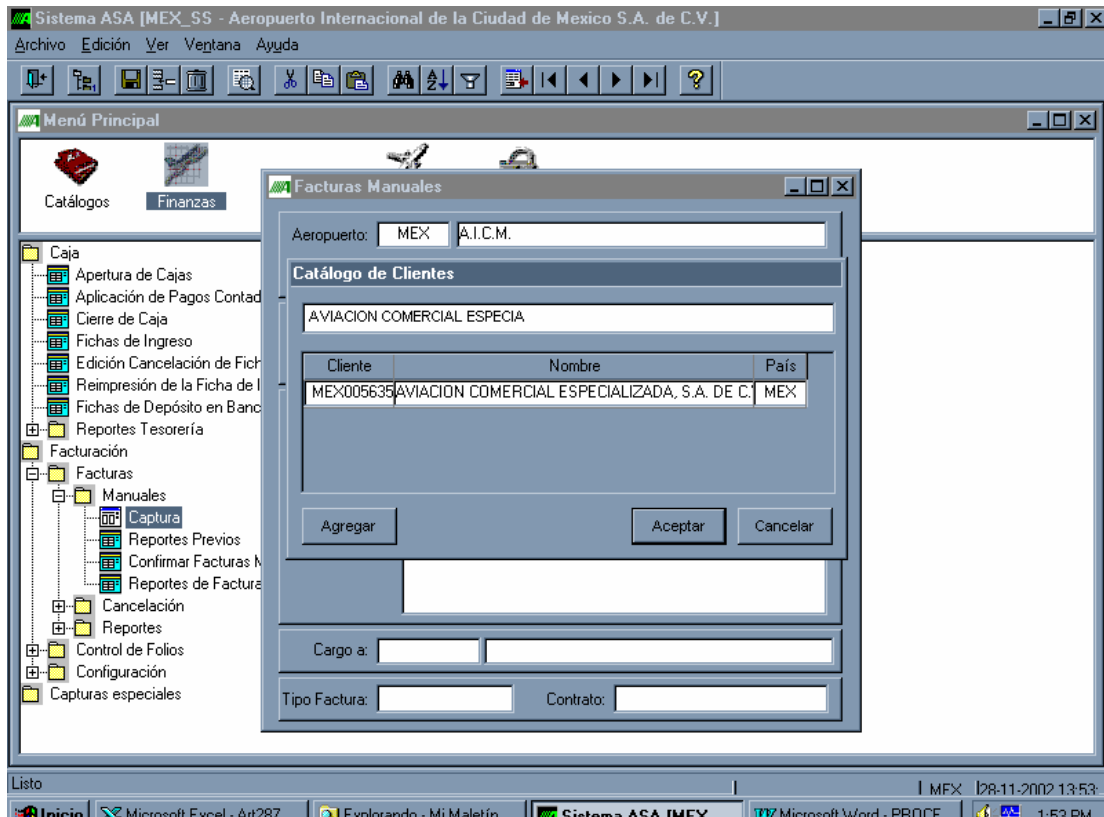 Sistema ASA [MEX_SS - Aeropuerto Internacional de la Ciudad de Mexico S.A. de C.V.]
Archivo Edición Ver Ventana Ayuda
Menú Principal
Catálogos Finanzas
Caja
Apertura de Cajas
Aplicación de Pagos Contad
Cierre de Caja
Fichas de Ingreso
Edición Cancelación de Fich
Reimpresión de la Ficha de I
Fichas de Depósito en Banc
Reportes Tesorería
Facturación
Facturas
Manuales
Captura
Reportes Previos
Confirmar Facturas M
Reportes de Factura
Cancelación
Reportes
Control de Folios
Configuración
Capturas especiales
Facturas Manuales
Aeropuerto: MEX A.I.C.M.
Catálogo de Clientes
AVIACION COMERCIAL ESPECIA
Cliente Nombre País
MEX005635 AVIACION COMERCIAL ESPECIALIZADA, S.A. DE C. MEX
Agregar Aceptar Cancelar
Cargo a:
Tipo Factura: Contrato:
Listo MEX 28-11-2002 13:53:
Inicio Microsoft Excel - Art287... Explorando - Mi Maletín Sistema ASA [MEX_... Microsoft Word - PROCE... 1:53 PM